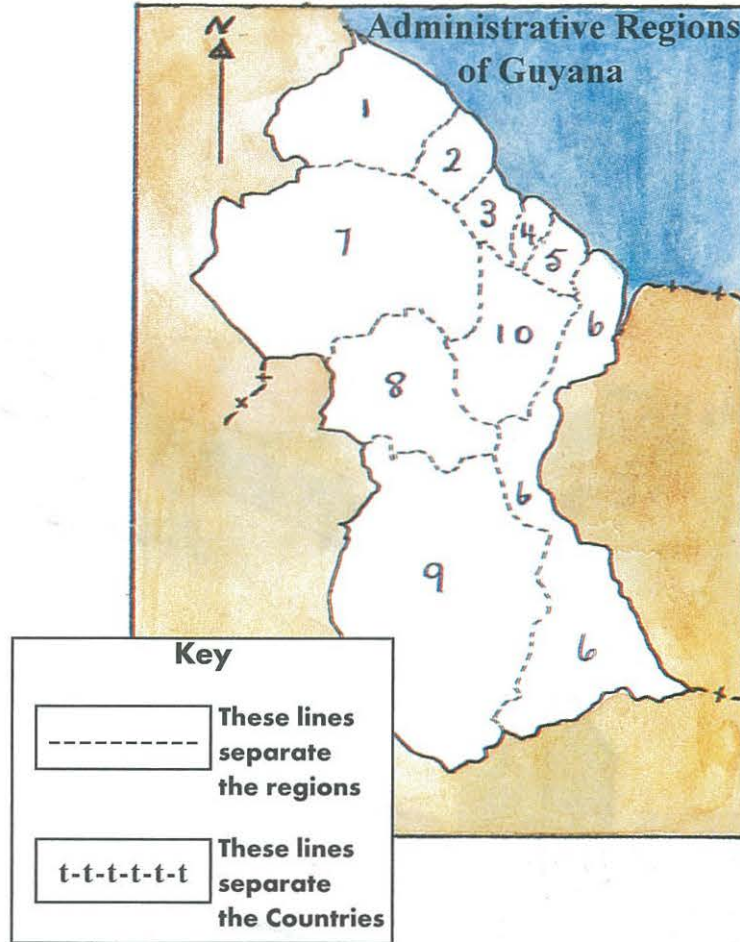 Administrative Regions
of Guyana
N
1
2
3
4
5
7
6
10
8
6
9
6
Key
These lines
separate
the regions
t-t-t-t-t-t
These lines
separate
the Countries